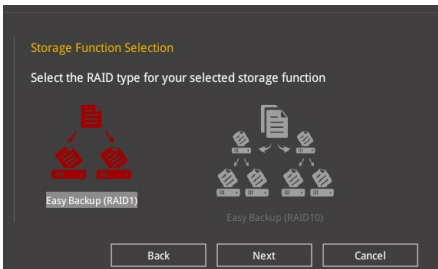 Storage Function Selection
Select the RAID type for your selected storage function
Easy Backup (RAID1)
Easy Backup (RAID10)
Back
Next
Cancel